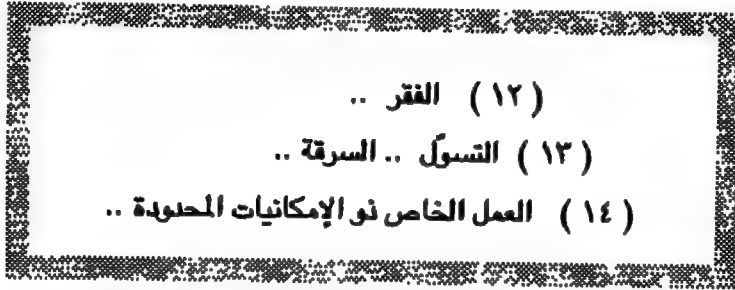 ( ١٢ ) الفقر ..
( ١٣ ) التسوّل .. السرقة ..
( ١٤ ) العمل الخاص ذو الإمكانيات المحدودة ..